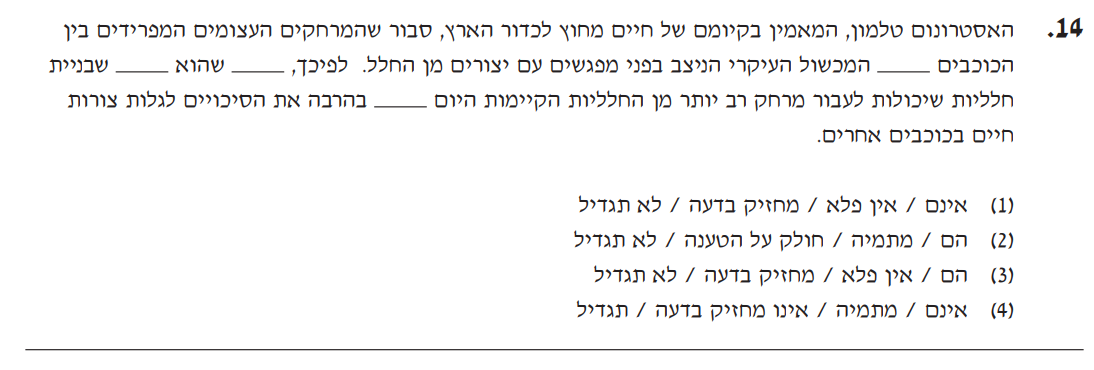 14. האסטרונום טלמון, המאמין בקיומם של חיים מחוץ לכדור הארץ, סבור שהמרחקים העצומים המפרידים בין
הכוכבים _____ המכשול העיקרי הניצב בפני מפגשים עם יצורים מן החלל. לפיכך, _____ שהוא _____ שבניית
חלליות שיכולות לעבור מרחק רב יותר מן החלליות הקיימות היום _____ בהרבה את הסיכויים לגלות צורות
חיים בכוכבים אחרים.
(1) אינם / אין פלא / מחזיק בדעה / לא תגדיל
(2) הם / מתמיה / חולק על הטענה / לא תגדיל
(3) הם / אין פלא / מחזיק בדעה / לא תגדיל
(4) אינם / מתמיה / אינו מחזיק בדעה / תגדיל